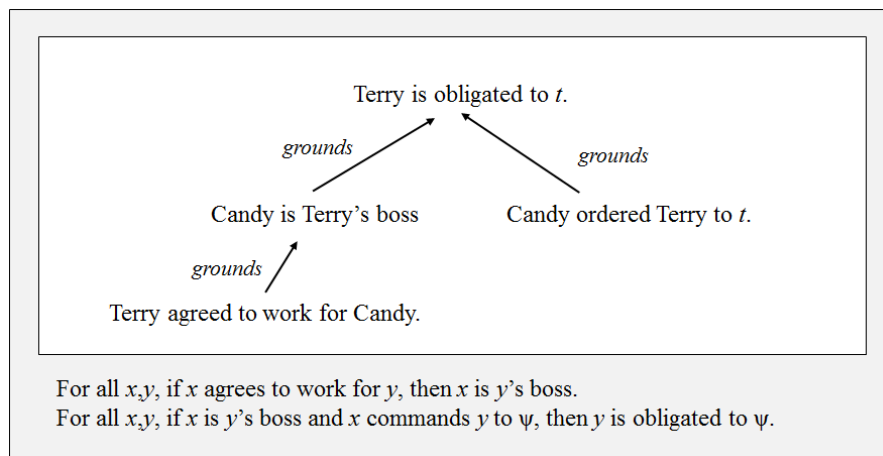 Terry is obligated to t.
grounds
grounds
Candy is Terry’s boss
Candy ordered Terry to t.
grounds
Terry agreed to work for Candy.
For all x,y, if x agrees to work for y, then x is y’s boss.
For all x,y, if x is y’s boss and x commands y to ψ, then y is obligated to ψ.